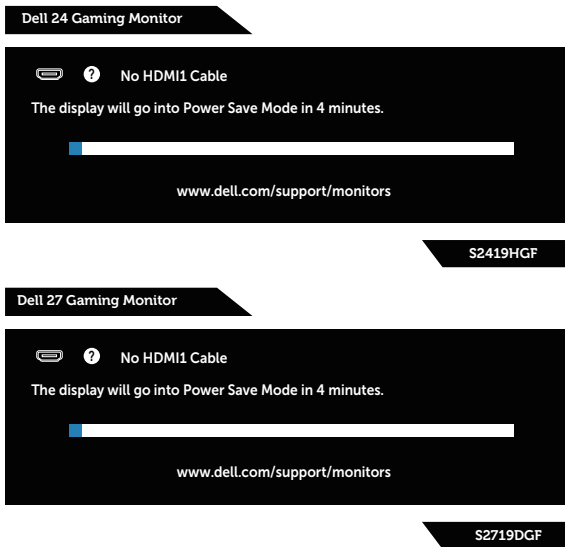 Dell 24 Gaming Monitor
? No HDMI1 Cable
The display will go into Power Save Mode in 4 minutes.
www.dell.com/support/monitors
S2419HGF
Dell 27 Gaming Monitor
? No HDMI1 Cable
The display will go into Power Save Mode in 4 minutes.
www.dell.com/support/monitors
S2719DGF